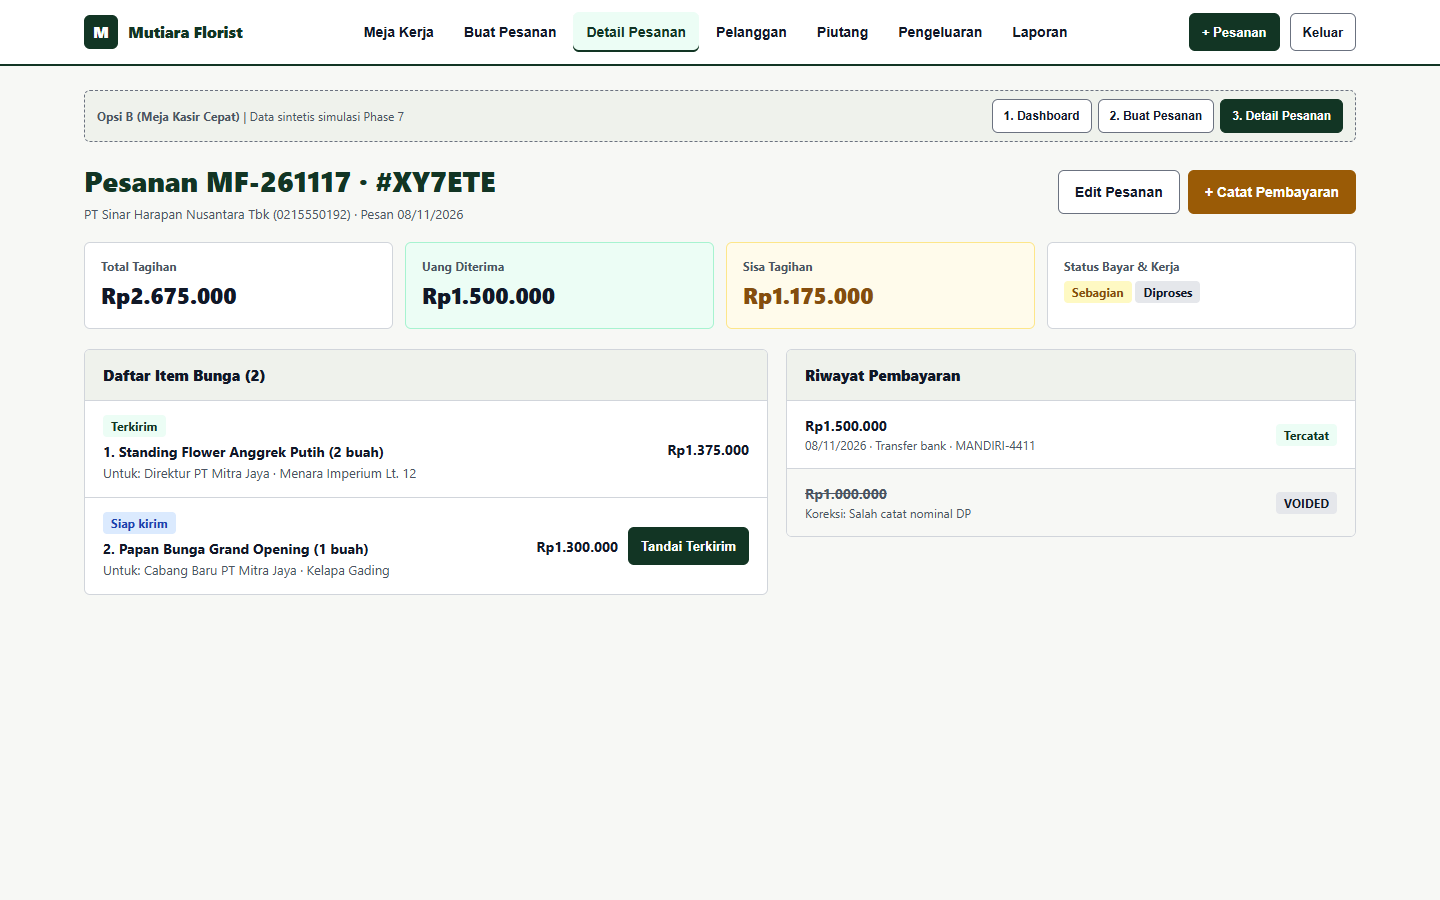 M Mutiara Florist Meja Kerja Buat Pesanan Detail Pesanan Pelanggan Piutang Pengeluaran Laporan + Pesanan Keluar
Opsi B (Meja Kasir Cepat) | Data sintetis simulasi Phase 7 1. Dashboard 2. Buat Pesanan 3. Detail Pesanan
Pesanan MF-261117 · #XY7ETE
PT Sinar Harapan Nusantara Tbk (0215550192) · Pesan 08/11/2026
Edit Pesanan + Catat Pembayaran
Total Tagihan
Rp2.675.000
Uang Diterima
Rp1.500.000
Sisa Tagihan
Rp1.175.000
Status Bayar & Kerja
Sebagian Diproses
Daftar Item Bunga (2)
Terkirim
1. Standing Flower Anggrek Putih (2 buah)
Untuk: Direktur PT Mitra Jaya · Menara Imperium Lt. 12
Rp1.375.000
Siap kirim
2. Papan Bunga Grand Opening (1 buah)
Untuk: Cabang Baru PT Mitra Jaya · Kelapa Gading
Rp1.300.000 Tandai Terkirim
Riwayat Pembayaran
Rp1.500.000
08/11/2026 · Transfer bank · MANDIRI-4411
Tercatat
Rp1.000.000
Koreksi: Salah catat nominal DP
VOIDED